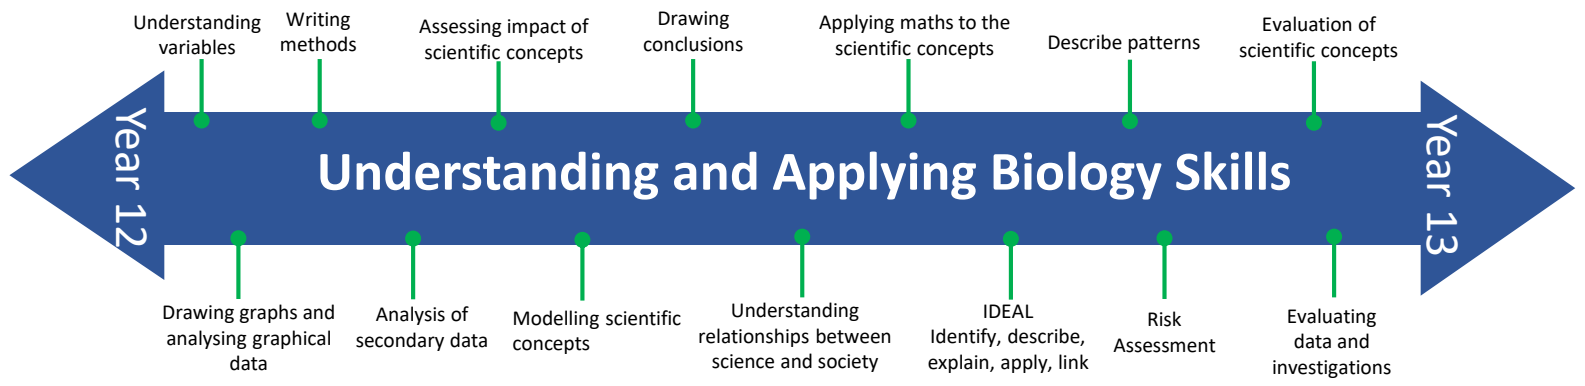 Understanding
variables
Writing
methods
Assessing impact of
scientific concepts
Drawing
conclusions
Applying maths to the
scientific concepts
Describe patterns
Evaluation of
scientific concepts
Year 12
Understanding and Applying Biology Skills
Year 13
Drawing graphs and
analysing graphical
data
Analysis of
secondary data
Modelling scientific
concepts
Understanding
relationships between
science and society
IDEAL
Identify, describe,
explain, apply, link
Risk
Assessment
Evaluating
data and
investigations